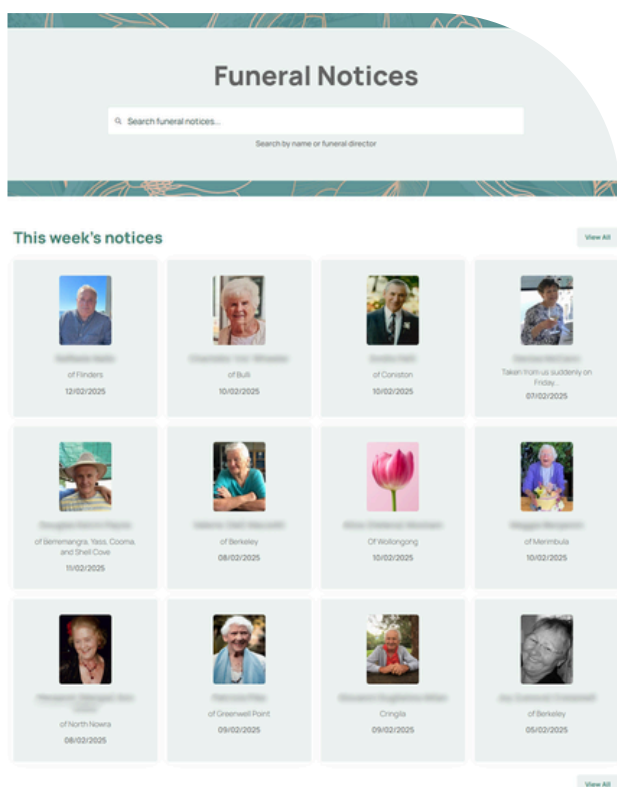 Funeral Notices
Search funeral notices...
Search by name or funeral director
This week's notices
View All
of Flinders
12/02/2025
of Bulli
10/02/2025
of Coniston
10/02/2025
Taken from us suddenly on
Friday...
07/02/2025
of Berremangra, Yass, Cooma,
and Shell Cove
11/02/2025
of Berkeley
08/02/2025
Of Wollongong
10/02/2025
of Merimbula
10/02/2025
of North Nowra
08/02/2025
of Greenwell Point
09/02/2025
Cringila
09/02/2025
of Berkeley
05/02/2025
View All